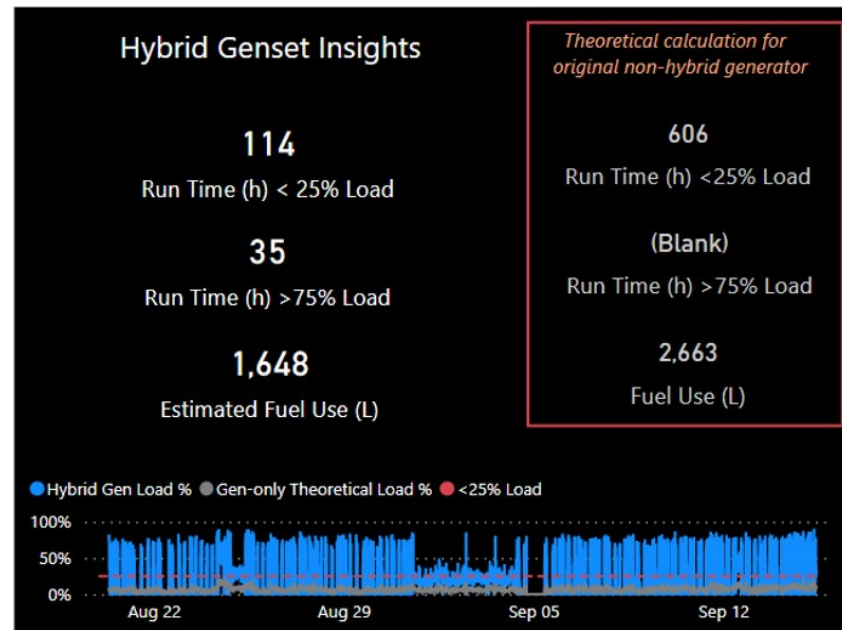 Hybrid Genset Insights
114
Run Time (h) < 25% Load
35
Run Time (h) >75% Load
1,648
Estimated Fuel Use (L)
Theoretical calculation for
original non-hybrid generator
606
Run Time (h) <25% Load
(Blank)
Run Time (h) >75% Load
2,663
Fuel Use (L)
Hybrid Gen Load % Gen-only Theoretical Load % <25% Load
100%
50%
0%
Aug 22 Aug 29 Sep 05 Sep 12